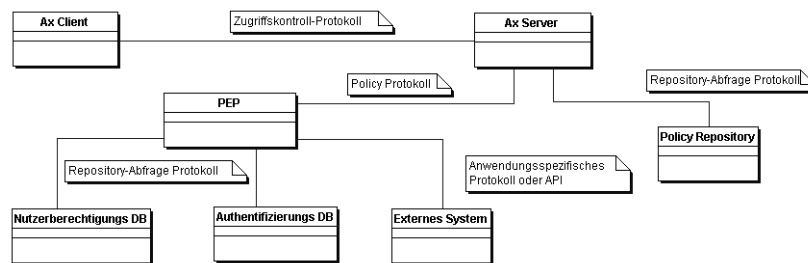 Ax Client
Zugriffskontroll-Protokoll
Ax Server
Policy Protokoll
Repository-Abfrage Protokoll
PEP
Policy Repository
Repository-Abfrage Protokoll
Anwendungsspezifisches
Protokoll oder API
Nutzerberechtigungs DB
Authentifizierungs DB
Externes System